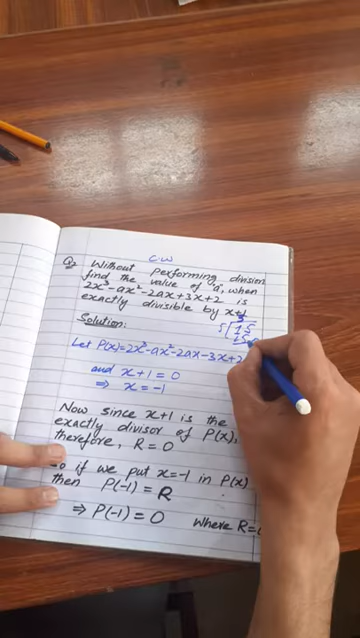 C.W
Q2 Without performing division
find the value of 'a', when
2x³-ax²-2ax+3x+2 is
exactly divisible by x+1
Solution:
Let P(x)=2x³-ax²-2ax-3x+2
and x+1=0
⇒ x=-1
Now since x+1 is the
exactly divisor of P(x),
therefore, R=0
So if we put x=-1 in P(x)
then P(-1) = R
⇒ P(-1) = 0 Where R=